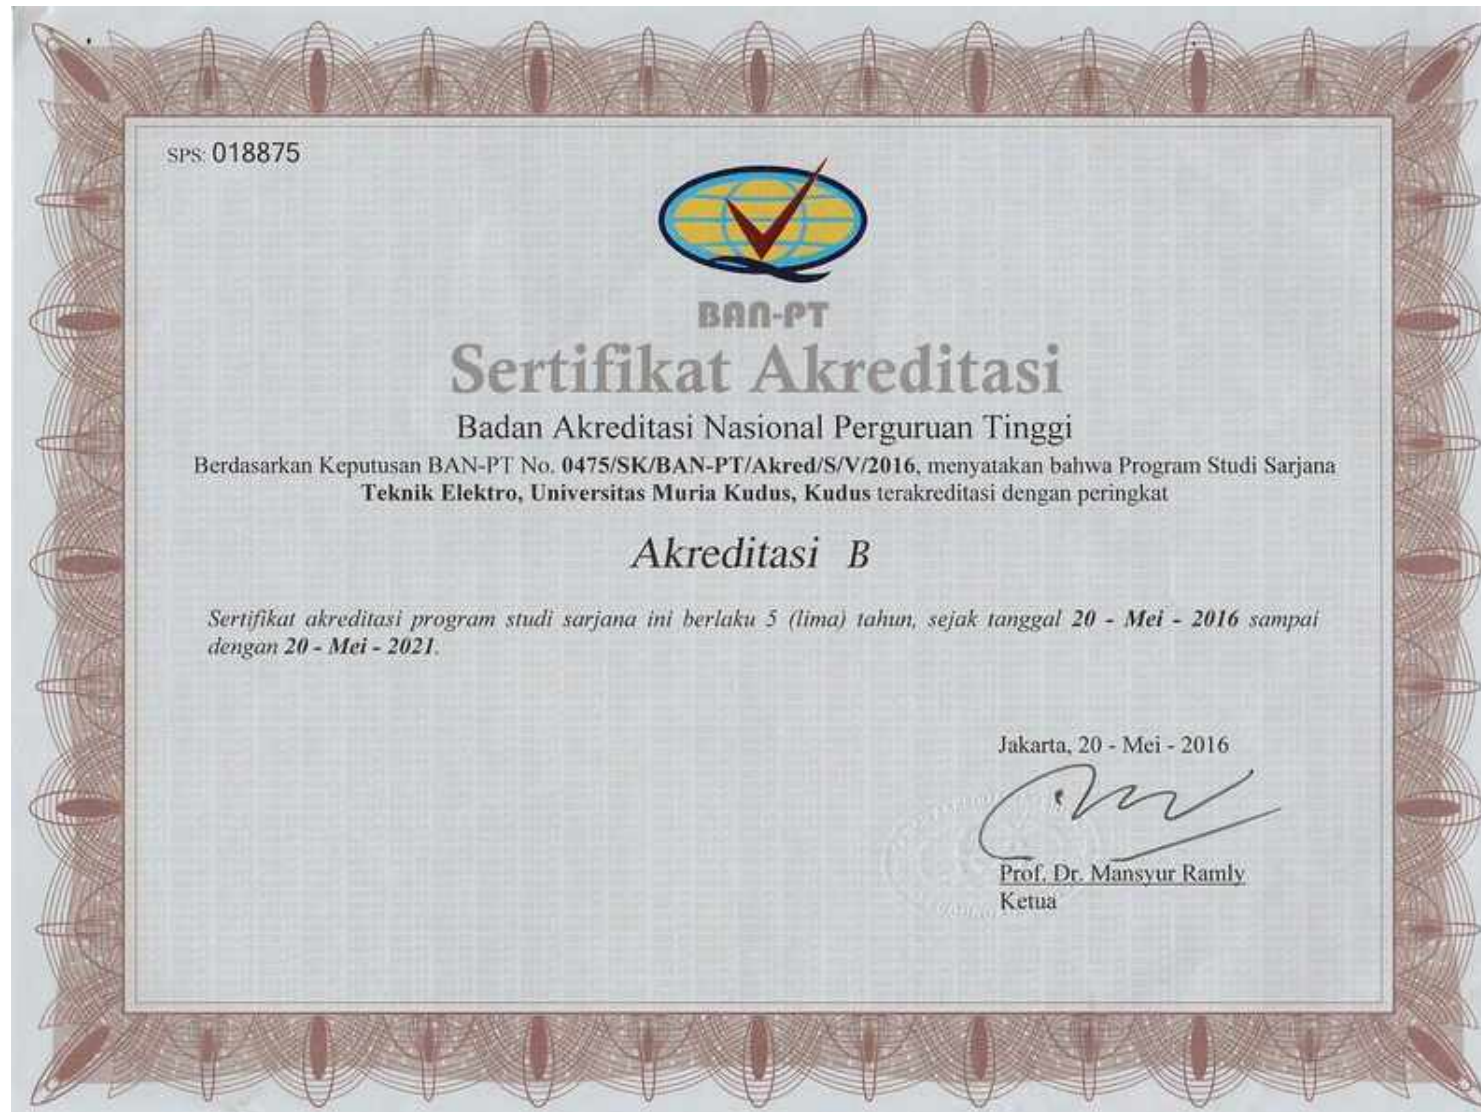 SPS: 018875
BAN-PT
Sertifikat Akreditasi
Badan Akreditasi Nasional Perguruan Tinggi
Berdasarkan Keputusan BAN-PT No. 0475/SK/BAN-PT/Akred/S/V/2016, menyatakan bahwa Program Studi Sarjana
Teknik Elektro, Universitas Muria Kudus, Kudus terakreditasi dengan peringkat
Akreditasi B
Sertifikat akreditasi program studi sarjana ini berlaku 5 (lima) tahun, sejak tanggal 20 - Mei - 2016 sampai
dengan 20 - Mei - 2021.
Jakarta, 20 - Mei - 2016
Prof. Dr. Mansyur Ramly
Ketua